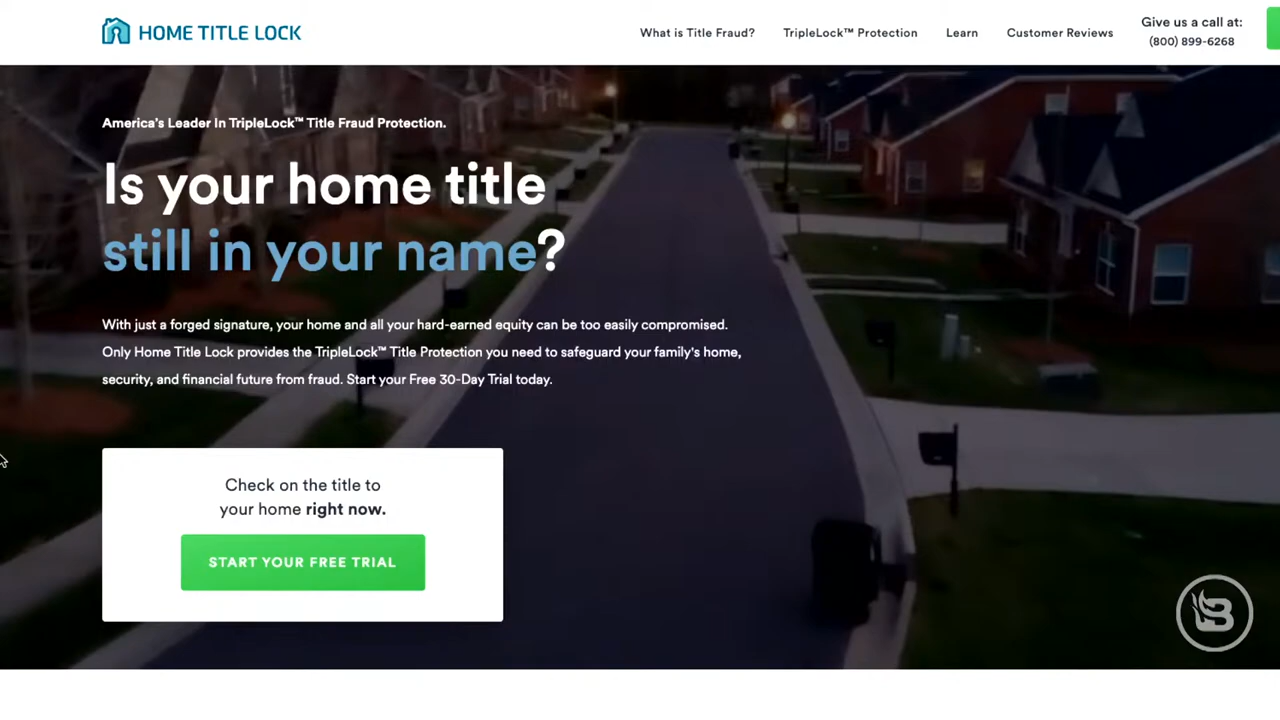 HOME TITLE LOCK
What is Title Fraud?
TripleLock™ Protection
Learn
Customer Reviews
Give us a call at:
(800) 899-6268
America's Leader In TripleLock™ Title Fraud Protection.
Is your home title
still in your name?
With just a forged signature, your home and all your hard-earned equity can be too easily compromised.
Only Home Title Lock provides the TripleLock™ Title Protection you need to safeguard your family's home,
security, and financial future from fraud. Start your Free 30-Day Trial today.
Check on the title to
your home right now.
START YOUR FREE TRIAL
B